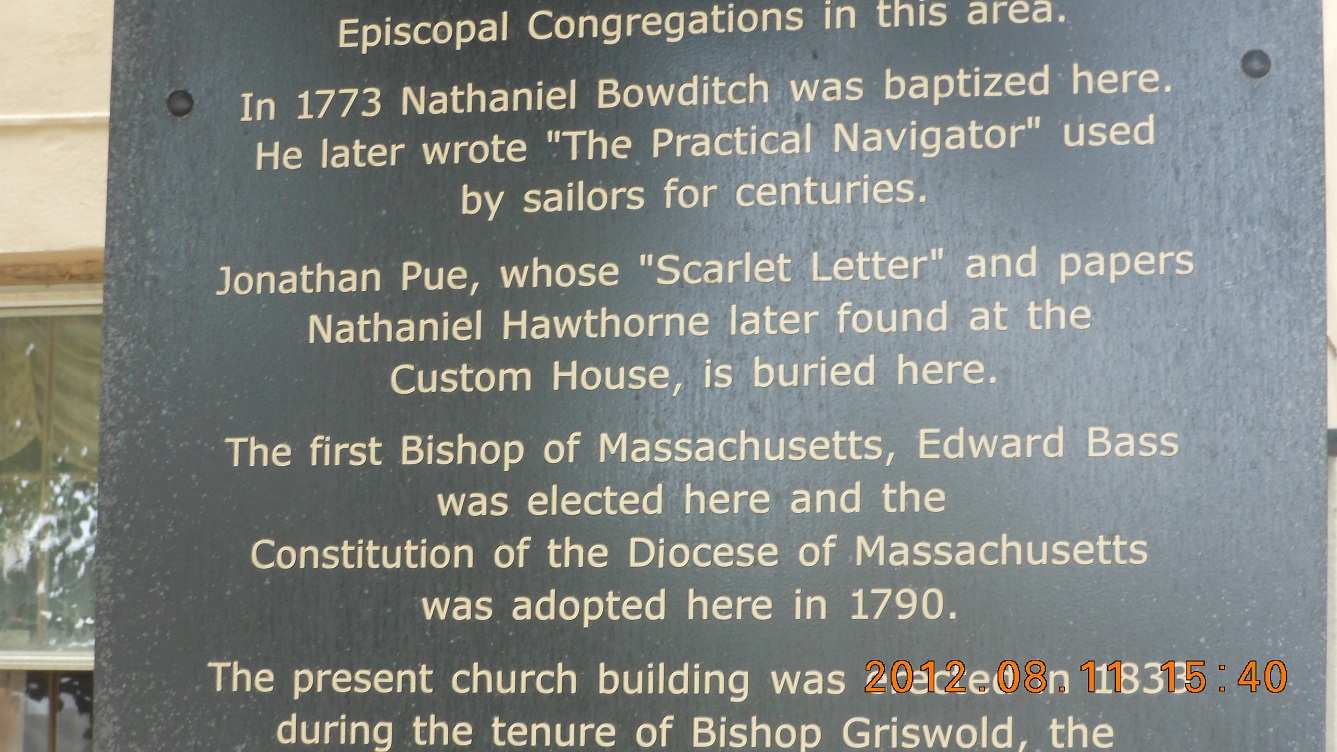 Episcopal Congregations in this area.
In 1773 Nathaniel Bowditch was baptized here.
He later wrote "The Practical Navigator" used
by sailors for centuries.
Jonathan Pue, whose "Scarlet Letter" and papers
Nathaniel Hawthorne later found at the
Custom House, is buried here.
The first Bishop of Massachusetts, Edward Bass
was elected here and the
Constitution of the Diocese of Massachusetts
was adopted here in 1790.
The present church building was erected in 1833
2012.08.11 15:40
during the tenure of Bishop Griswold, the